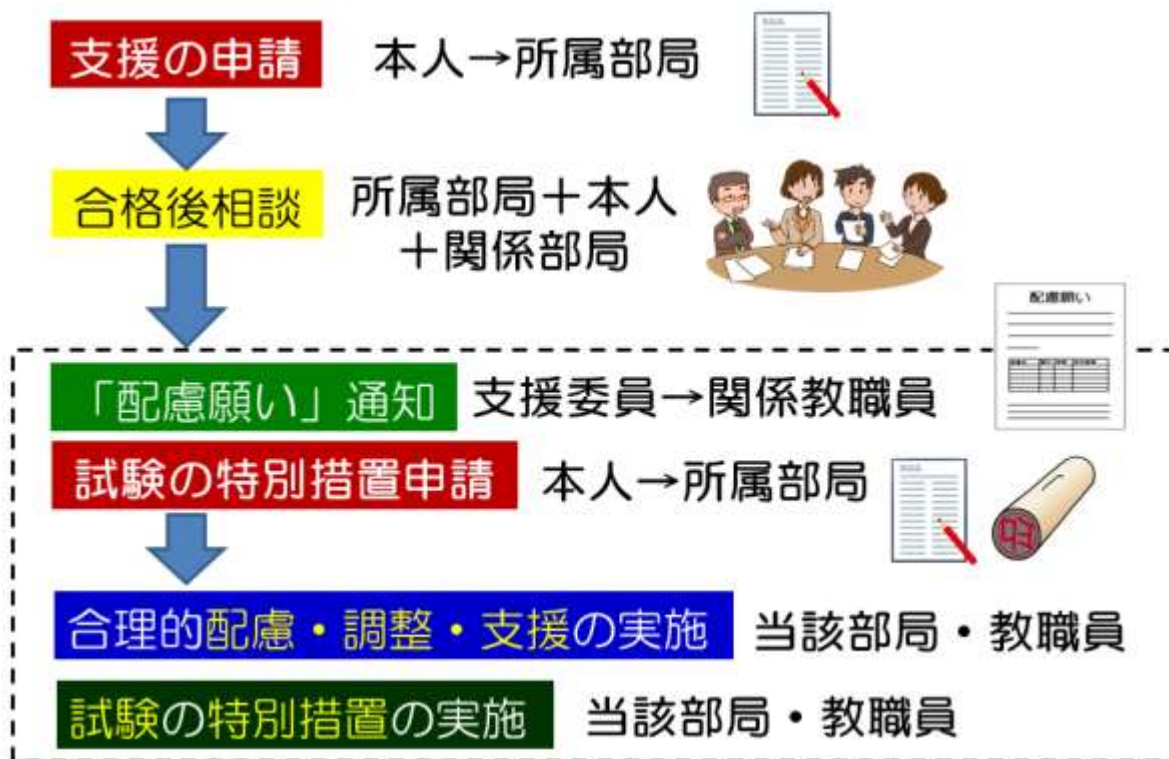 支援の申請 本人→所属部局
合格後相談 所属部局＋本人
＋関係部局
配慮願い
「配慮願い」通知 支援委員→関係教職員
試験の特別措置申請 本人→所属部局
合理的配慮・調整・支援の実施 当該部局・教職員
試験の特別措置の実施 当該部局・教職員